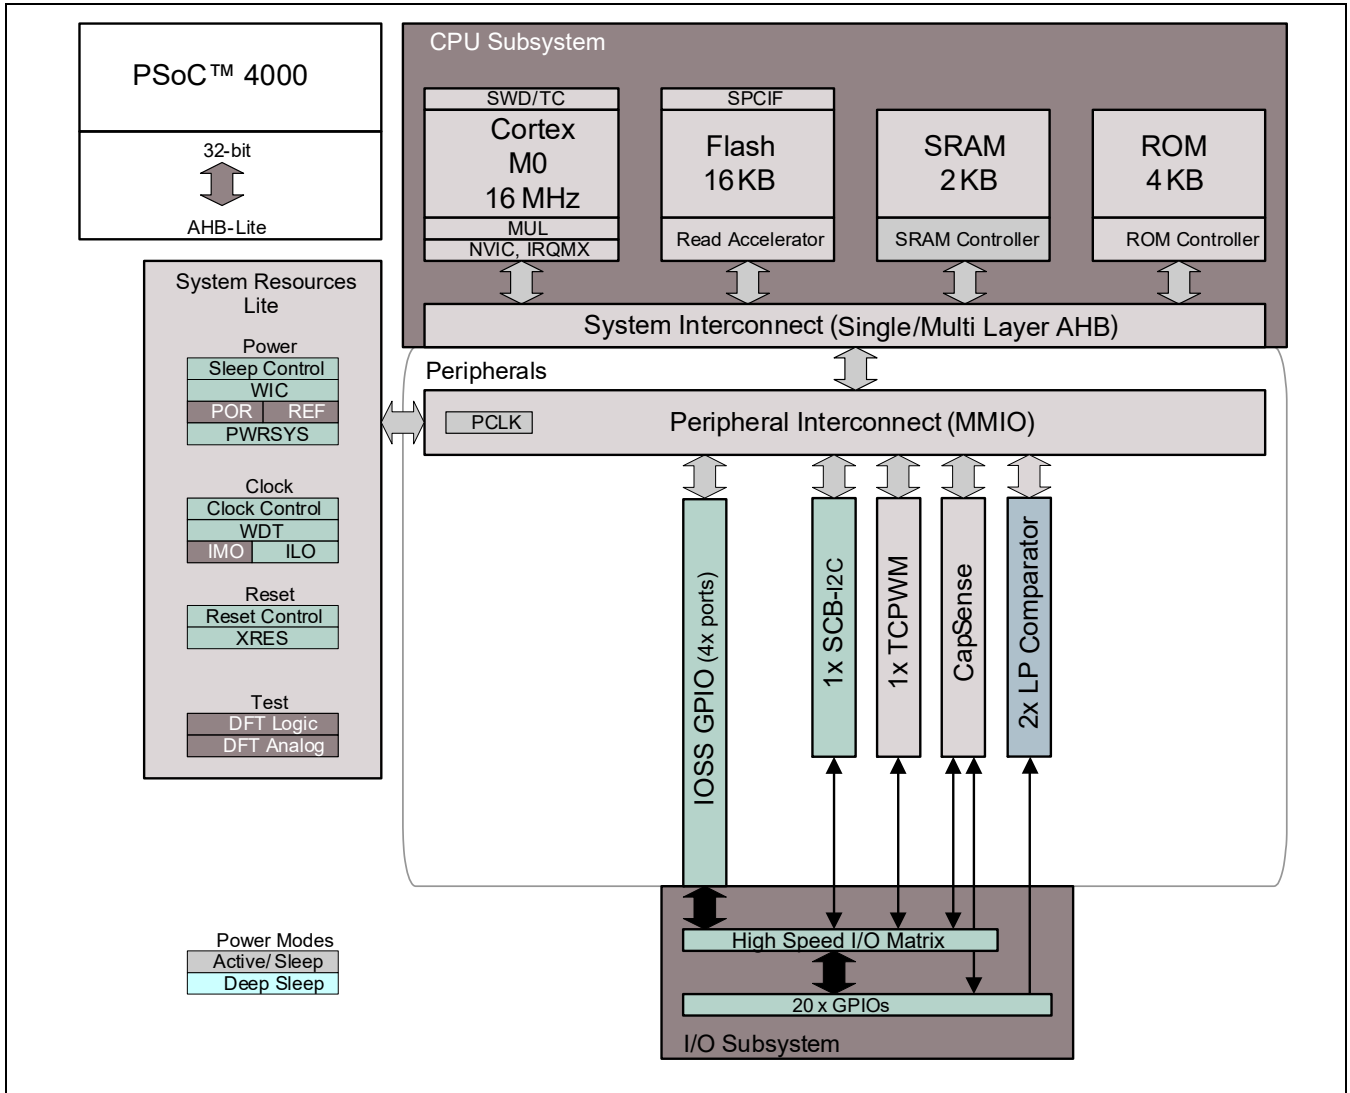 PSoC™ 4000
32-bit
AHB-Lite
CPU Subsystem
SWD/TC
Cortex
M0
16 MHz
MUL
NVIC, IRQMX
SPCIF
Flash
16 KB
Read Accelerator
SRAM
2 KB
SRAM Controller
ROM
4 KB
ROM Controller
System Interconnect (Single/Multi Layer AHB)
System Resources
Lite
Power
Sleep Control
WIC
POR REF
PWRSYS
Clock
Clock Control
WDT
IMO ILO
Reset
Reset Control
XRES
Test
DFT Logic
DFT Analog
Peripherals
PCLK
Peripheral Interconnect (MMIO)
IOSS GPIO (4x ports)
1x SCB-I2C
1x TCPWM
CapSense
2x LP Comparator
High Speed I/O Matrix
20 x GPIOs
I/O Subsystem
Power Modes
Active/ Sleep
Deep Sleep